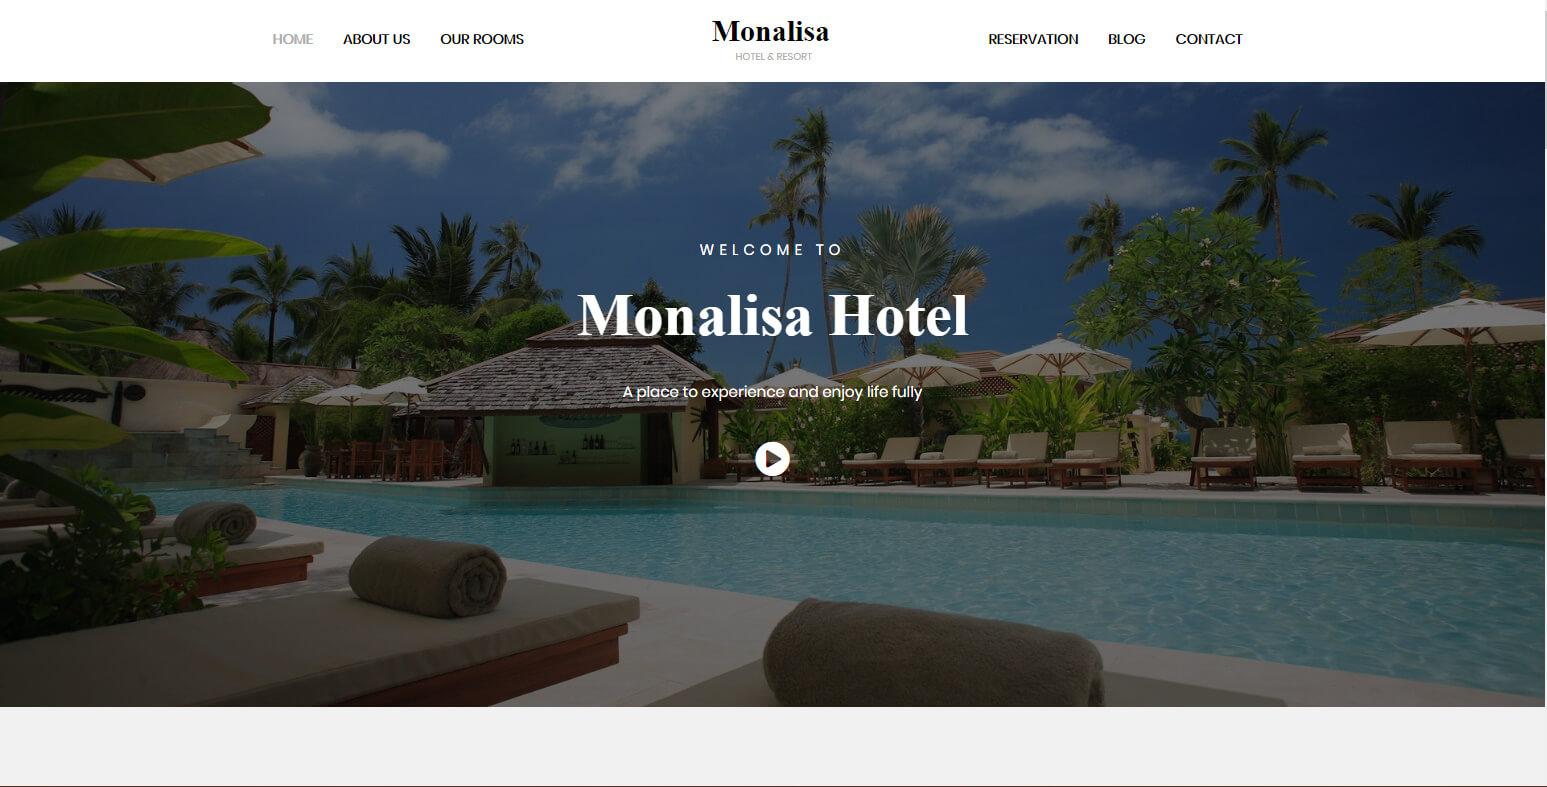 HOME ABOUT US OUR ROOMS
Monalisa
HOTEL & RESORT
RESERVATION BLOG CONTACT
WELCOME TO
Monalisa Hotel
A place to experience and enjoy life fully